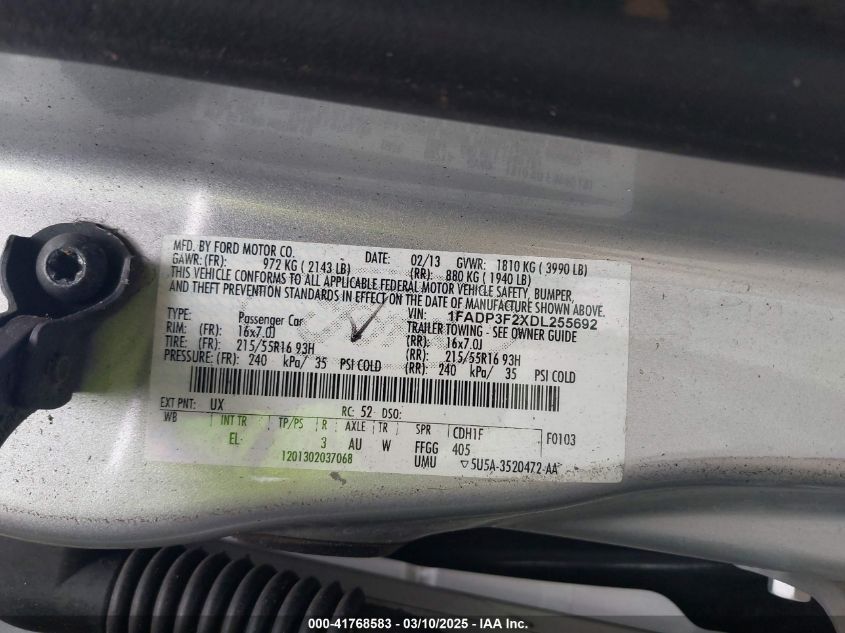 MFD. BY FORD MOTOR CO.
DATE: 02/13 GVWR: 1810 KG ( 3990 LB)
GAWR: (FR): 972 KG ( 2143 LB) (RR): 880 KG ( 1940 LB)
THIS VEHICLE CONFORMS TO ALL APPLICABLE FEDERAL MOTOR VEHICLE SAFETY, BUMPER,
AND THEFT PREVENTION STANDARDS IN EFFECT ON THE DATE OF MANUFACTURE SHOWN ABOVE.
VIN: 1FADP3F2XDL255692
TYPE: Passenger Car TRAILER TOWING - SEE OWNER GUIDE
RIM: (FR): 16x7.0J (RR): 16x7.0J
TIRE: (FR): 215/55R16 93H (RR): 215/55R16 93H
PRESSURE: (FR): 240 kPa/ 35 PSI COLD (RR): 240 kPa/ 35 PSI COLD
EXT PNT: UX RC: 52 DSO:
WB INT TR TP/PS R AXLE TR SPR CDH1F F0103
EL 3 AU W FFGG 405
1201302037068 UMU ▽5U5A-3520472-AA
000-41768583 - 03/10/2025 - IAA Inc.